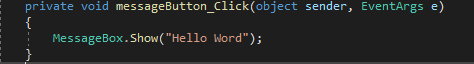 private void messageButton_Click(object sender, EventArgs e)
{
MessageBox.Show("Hello Word");
}